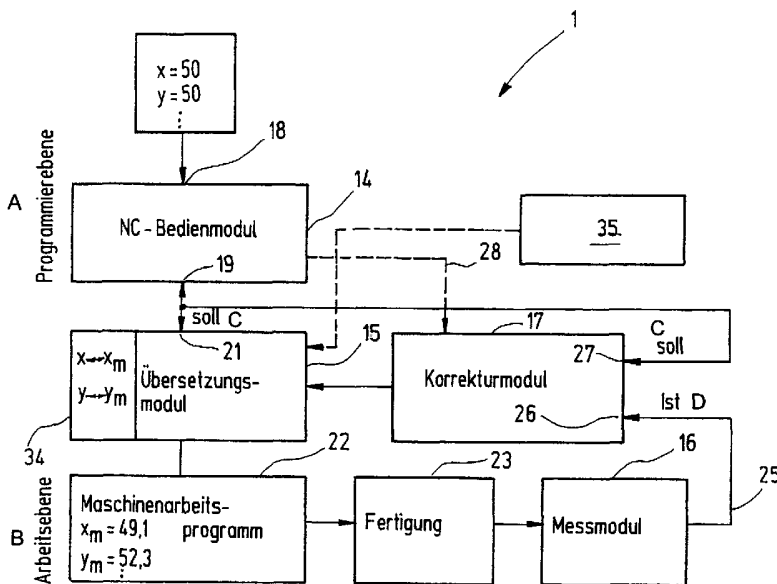 1
x = 50
y = 50
⋮
18
A
Programmierebene
14
NC-Bedienmodul
19
35
28
soll C
17
C
soll
21
15
27
x→xm
y→ym
Übersetzungs-
modul
Korrekturmodul
Ist D
26
34
22
23
16
25
B
Arbeitsebene
Maschinenarbeits-
programm
xm = 49,1
ym = 52,3
⋮
Fertigung
Messmodul